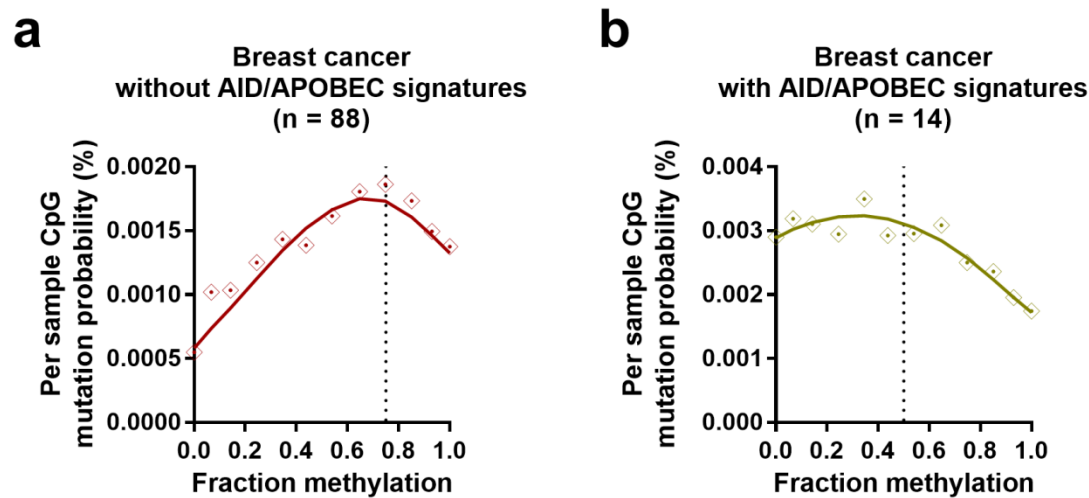 a
Breast cancer
without AID/APOBEC signatures
(n = 88)
Per sample CpG
mutation probability (%)
0.0020
0.0015
0.0010
0.0005
0.0000
0.0 0.2 0.4 0.6 0.8 1.0
Fraction methylation
b
Breast cancer
with AID/APOBEC signatures
(n = 14)
Per sample CpG
mutation probability (%)
0.004
0.003
0.002
0.001
0.000
0.0 0.2 0.4 0.6 0.8 1.0
Fraction methylation